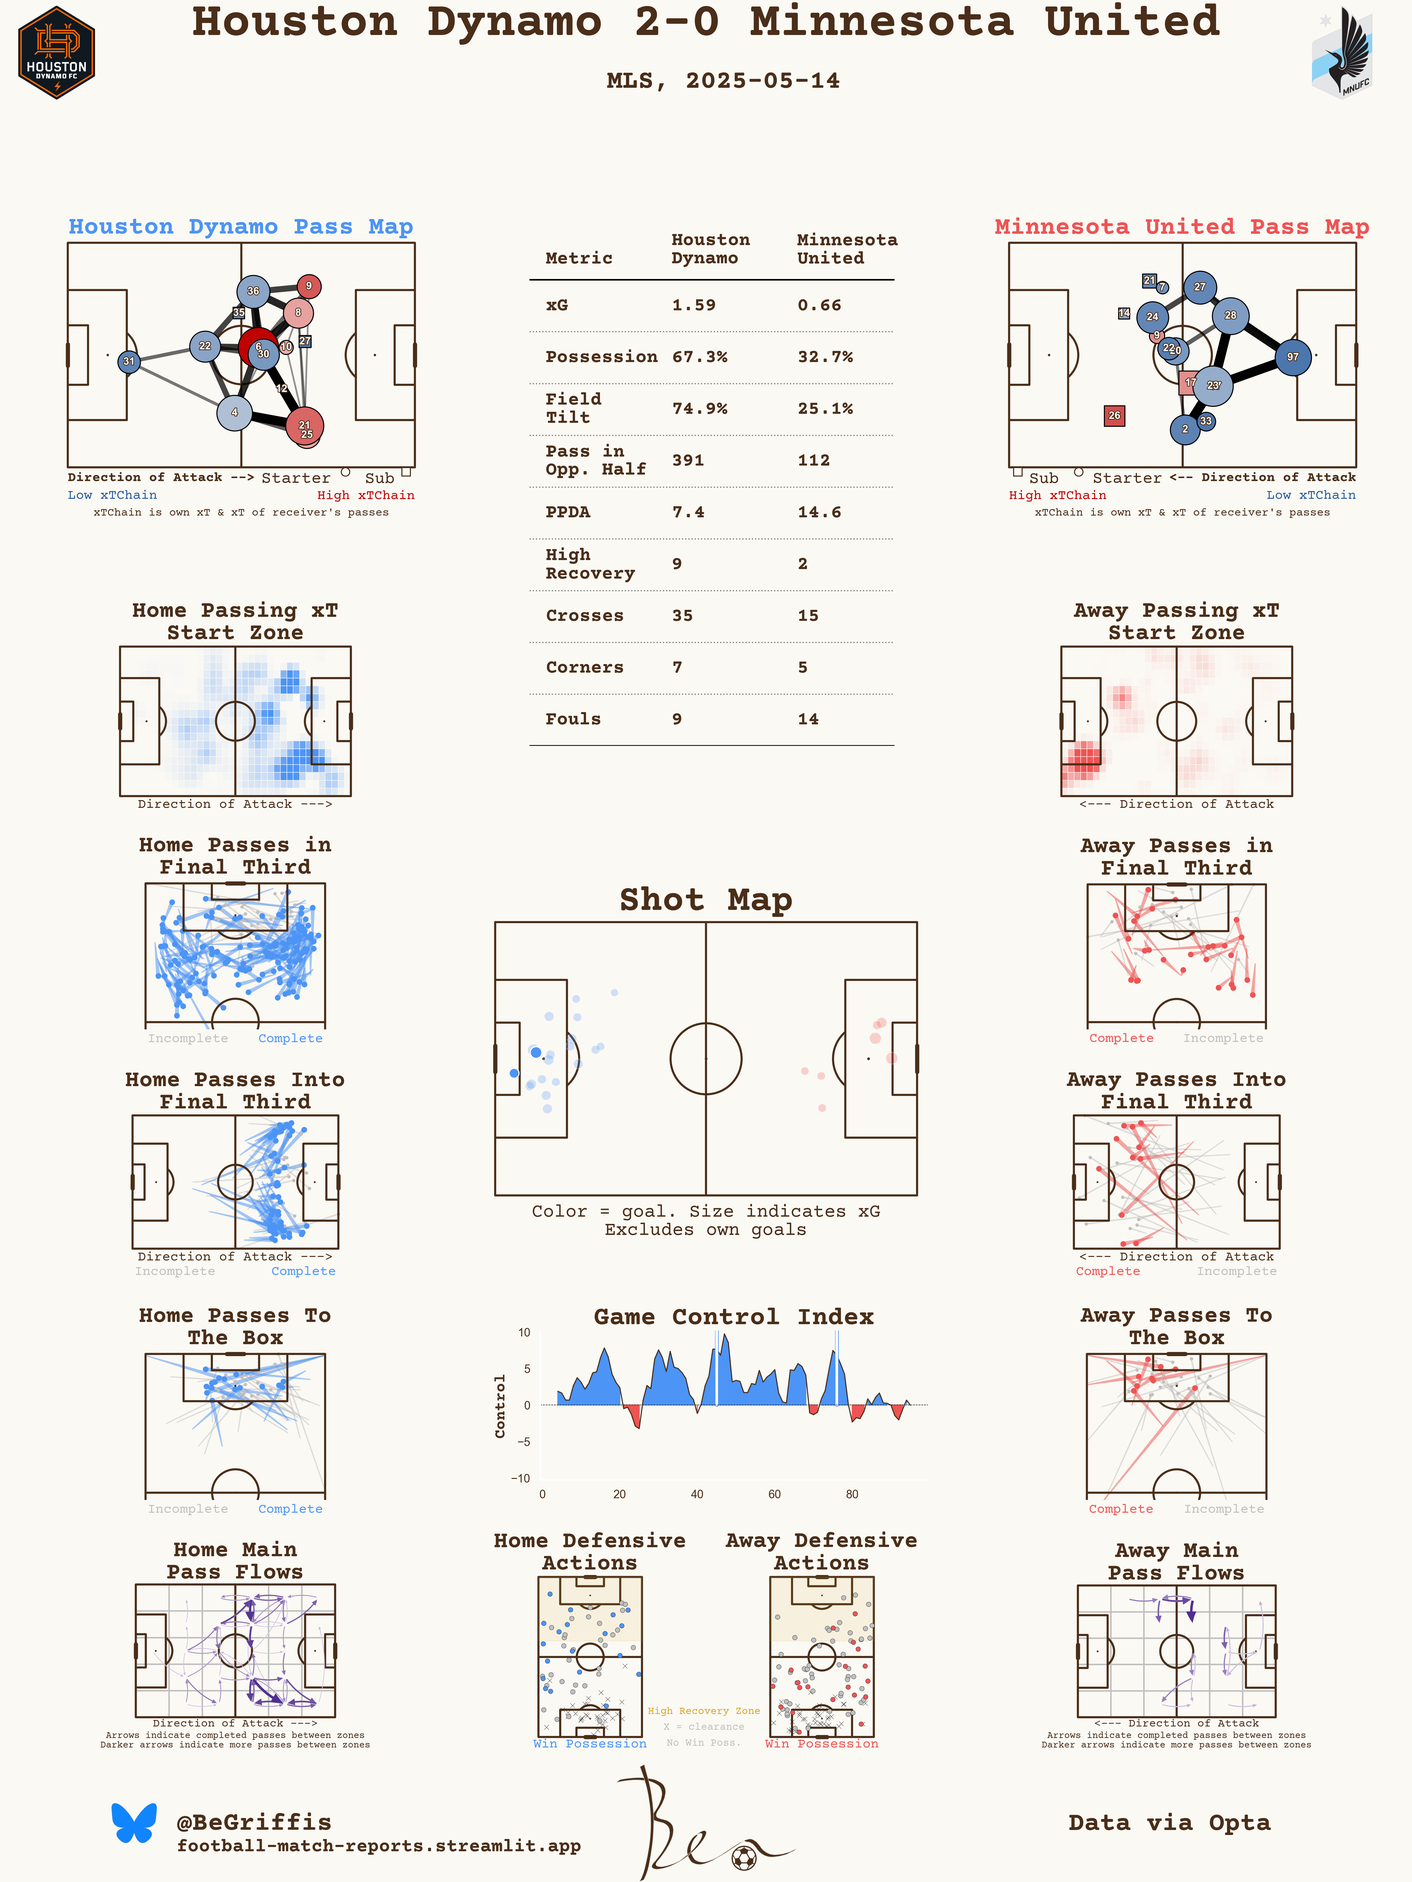 Houston Dynamo 2-0 Minnesota United
MLS, 2025-05-14
HOUSTON
DYNAMO FC
MNUFC
Houston Dynamo Pass Map
36
9
35
8
6
10
27
22
30
31
12
4
21
25
Direction of Attack --> Starter Sub
Low xTChain High xTChain
xTChain is own xT & xT of receiver's passes
Metric Houston Dynamo Minnesota United
xG 1.59 0.66
Possession 67.3% 32.7%
Field
Tilt 74.9% 25.1%
Pass in
Opp. Half 391 112
PPDA 7.4 14.6
High
Recovery 9 2
Crosses 35 15
Corners 7 5
Fouls 9 14
Minnesota United Pass Map
21
7
27
14
24
28
9
22
20
97
17
23
26
33
2
Sub Starter <-- Direction of Attack
High xTChain Low xTChain
xTChain is own xT & xT of receiver's passes
Home Passing xT
Start Zone
Direction of Attack --->
Away Passing xT
Start Zone
<--- Direction of Attack
Home Passes in
Final Third
Incomplete Complete
Away Passes in
Final Third
Complete Incomplete
Shot Map
Color = goal. Size indicates xG
Excludes own goals
Home Passes Into
Final Third
Direction of Attack --->
Incomplete Complete
Away Passes Into
Final Third
<--- Direction of Attack
Complete Incomplete
Home Passes To
The Box
Incomplete Complete
Game Control Index
Control
10
5
0
−5
−10
0 20 40 60 80
Away Passes To
The Box
Complete Incomplete
Home Main
Pass Flows
Direction of Attack --->
Arrows indicate completed passes between zones
Darker arrows indicate more passes between zones
Home Defensive
Actions
Win Possession
High Recovery Zone
X = clearance
No Win Poss.
Away Defensive
Actions
Win Possession
Away Main
Pass Flows
<--- Direction of Attack
Arrows indicate completed passes between zones
Darker arrows indicate more passes between zones
@BeGriffis
football-match-reports.streamlit.app
Ben
Data via Opta